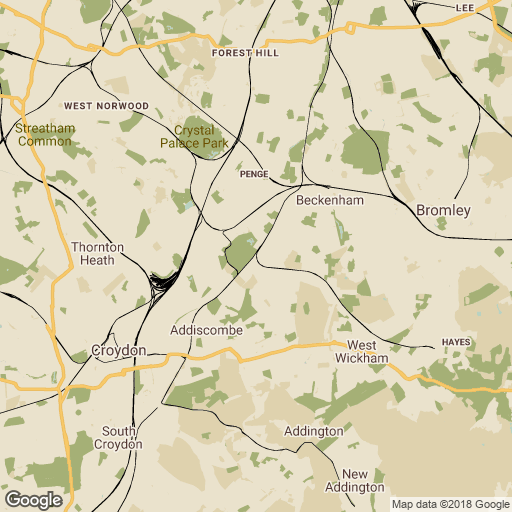 LEE
FOREST HILL
WEST NORWOOD
Streatham
Common
Crystal
Palace Park
PENGE
Beckenham
Bromley
Thornton
Heath
Addiscombe
Croydon
West
Wickham
HAYES
South
Croydon
Addington
New
Addington
Google
Map data ©2018 Google